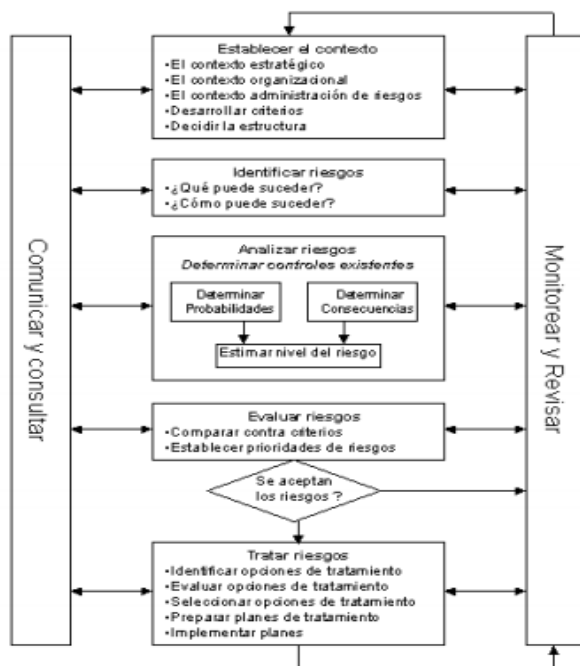 Establecer el contexto
•El contexto estratégico
•El contexto organizacional
•El contexto administración de riesgos
•Desarrollar criterios
•Decidir la estructura
Identificar riesgos
•¿Qué puede suceder?
•¿Cómo puede suceder?
Analizar riesgos
Determinar controles existentes
Determinar
Probabilidades
Determinar
Consecuencias
Estimar nivel del riesgo
Evaluar riesgos
•Comparar contra criterios
•Establecer prioridades de riesgos
Se aceptan
los riesgos ?
Tratar riesgos
•Identificar opciones de tratamiento
•Evaluar opciones de tratamiento
•Seleccionar opciones de tratamiento
•Preparar planes de tratamiento
•Implementar planes
Comunicar y consultar
Monitorear y Revisar